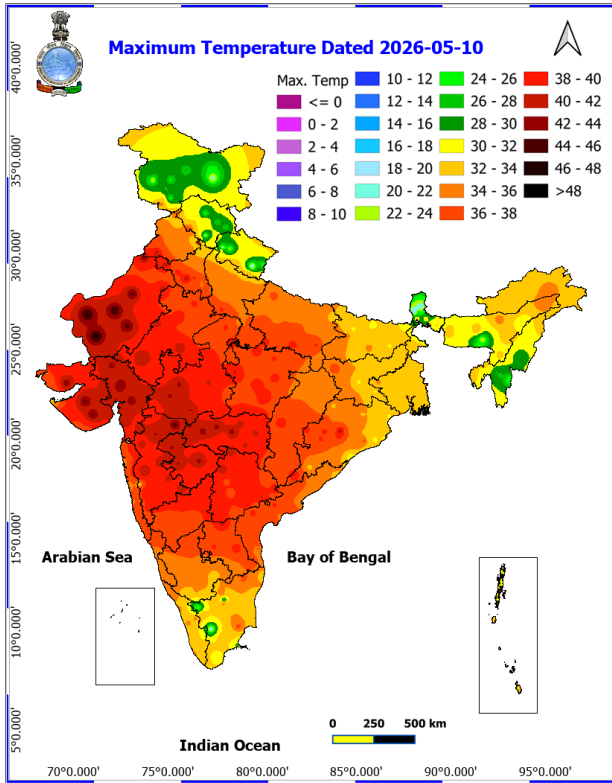 Maximum Temperature Dated 2026-05-10
Max. Temp
<= 0
0 - 2
2 - 4
4 - 6
6 - 8
8 - 10
10 - 12
12 - 14
14 - 16
16 - 18
18 - 20
20 - 22
22 - 24
24 - 26
26 - 28
28 - 30
30 - 32
32 - 34
34 - 36
36 - 38
38 - 40
40 - 42
42 - 44
44 - 46
46 - 48
>48
40°0.000'
35°0.000'
30°0.000'
25°0.000'
20°0.000'
15°0.000'
10°0.000'
5°0.000'
Arabian Sea
Bay of Bengal
0 250 500 km
Indian Ocean
70°0.000' 75°0.000' 80°0.000' 85°0.000' 90°0.000' 95°0.000'